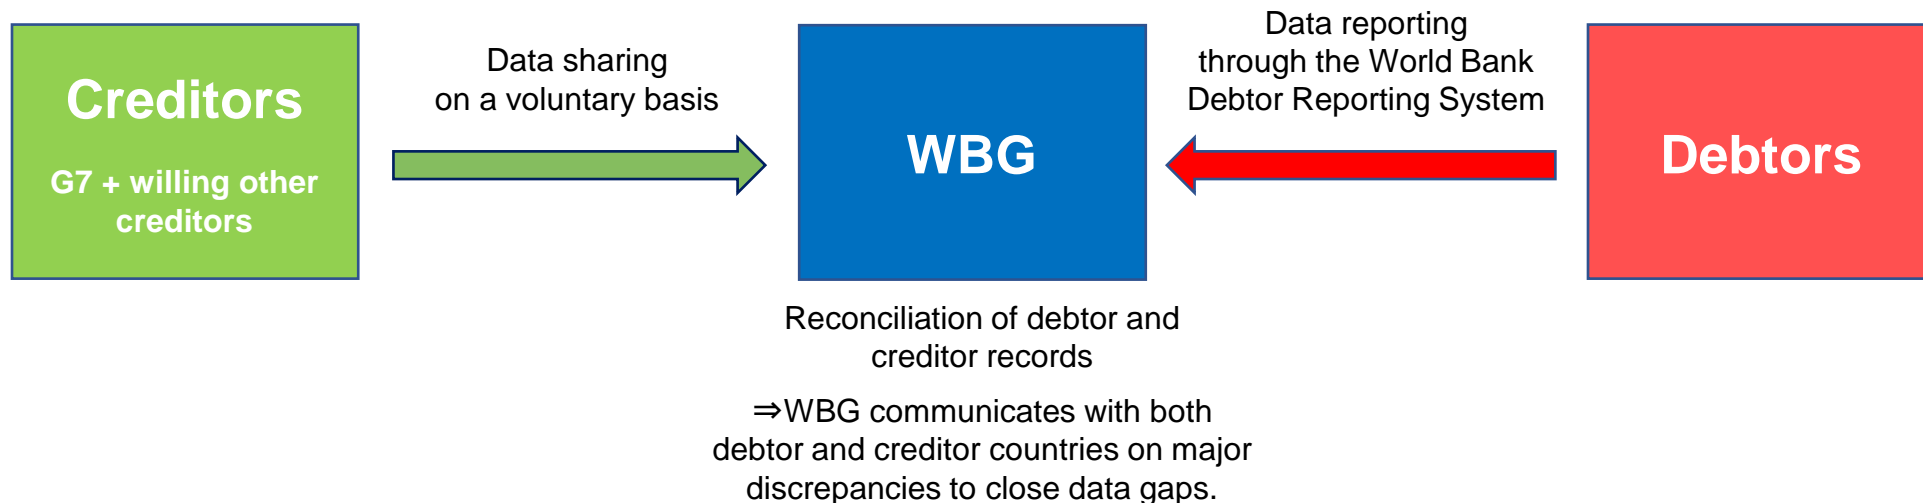 Creditors
G7 + willing other
creditors
Data sharing
on a voluntary basis
WBG
Data reporting
through the World Bank
Debtor Reporting System
Debtors
Reconciliation of debtor and
creditor records
⇒WBG communicates with both
debtor and creditor countries on major
discrepancies to close data gaps.